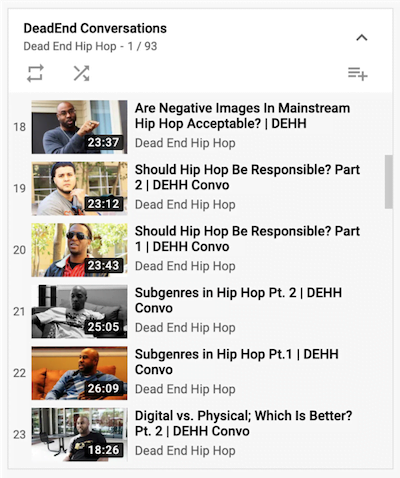 DeadEnd Conversations
Dead End Hip Hop - 1 / 93
18
23:37
Are Negative Images In Mainstream
Hip Hop Acceptable? | DEHH
Dead End Hip Hop
19
23:12
Should Hip Hop Be Responsible? Part
2 | DEHH Convo
Dead End Hip Hop
20
23:43
Should Hip Hop Be Responsible? Part
1 | DEHH Convo
Dead End Hip Hop
21
25:05
Subgenres in Hip Hop Pt. 2 | DEHH
Convo
Dead End Hip Hop
22
26:09
Subgenres in Hip Hop Pt.1 | DEHH
Convo
Dead End Hip Hop
23
18:26
Digital vs. Physical; Which Is Better?
Pt. 2 | DEHH Convo
Dead End Hip Hop